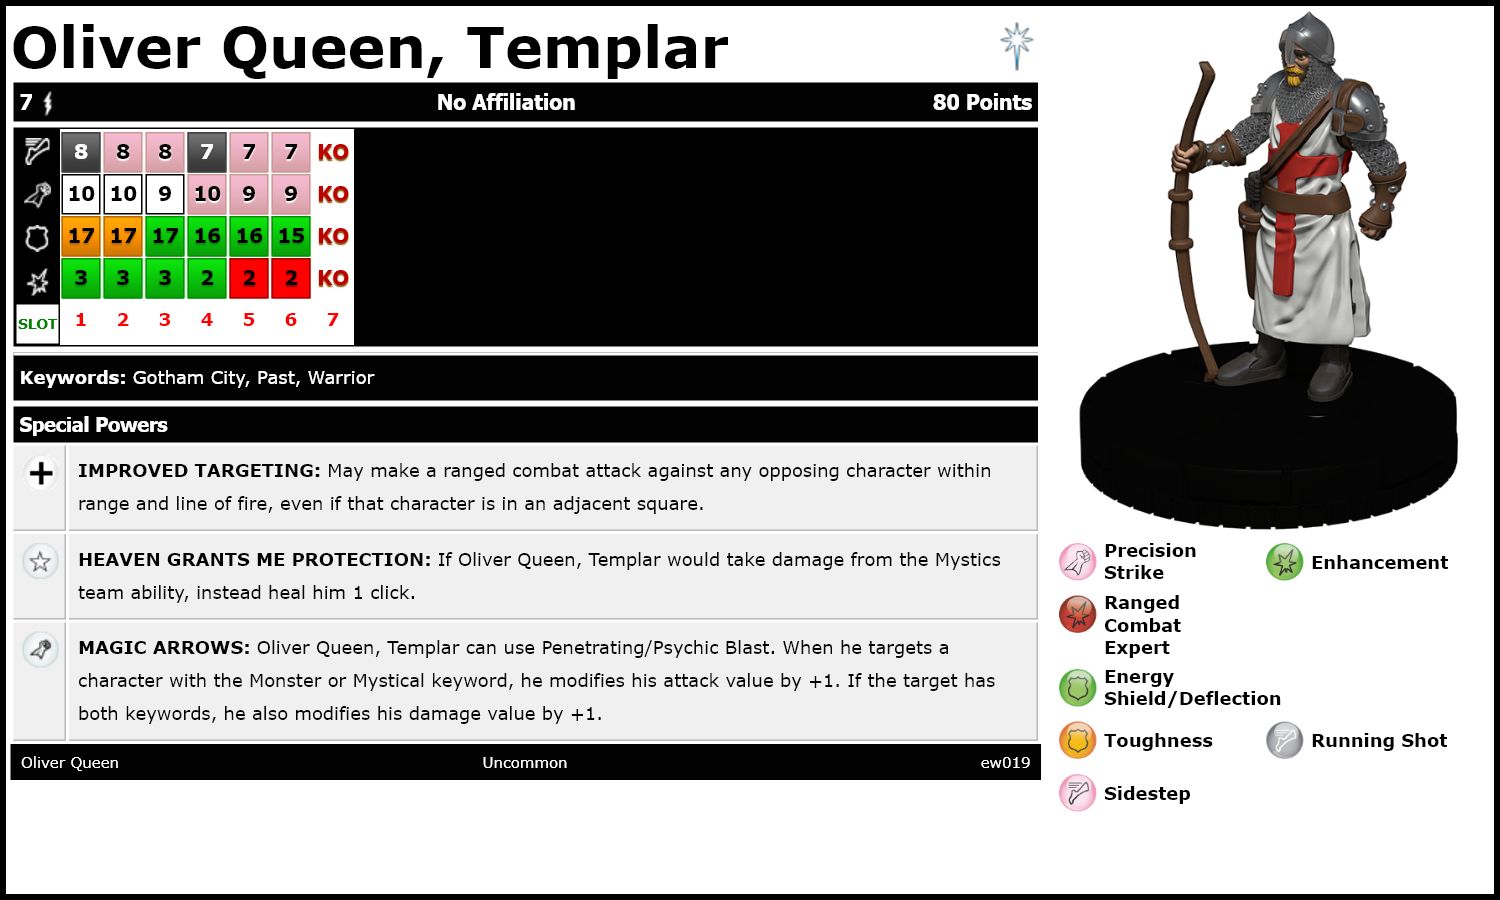 Oliver Queen, Templar
7 No Affiliation 80 Points
8 8 8 7 7 7 KO
10 10 9 10 9 9 KO
17 17 17 16 16 15 KO
3 3 3 2 2 2 KO
SLOT 1 2 3 4 5 6 7
Keywords: Gotham City, Past, Warrior
Special Powers
IMPROVED TARGETING: May make a ranged combat attack against any opposing character within
range and line of fire, even if that character is in an adjacent square.
HEAVEN GRANTS ME PROTECTION: If Oliver Queen, Templar would take damage from the Mystics
team ability, instead heal him 1 click.
MAGIC ARROWS: Oliver Queen, Templar can use Penetrating/Psychic Blast. When he targets a
character with the Monster or Mystical keyword, he modifies his attack value by +1. If the target has
both keywords, he also modifies his damage value by +1.
Oliver Queen Uncommon ew019
Precision
Strike
Enhancement
Ranged
Combat
Expert
Energy
Shield/Deflection
Toughness
Running Shot
Sidestep